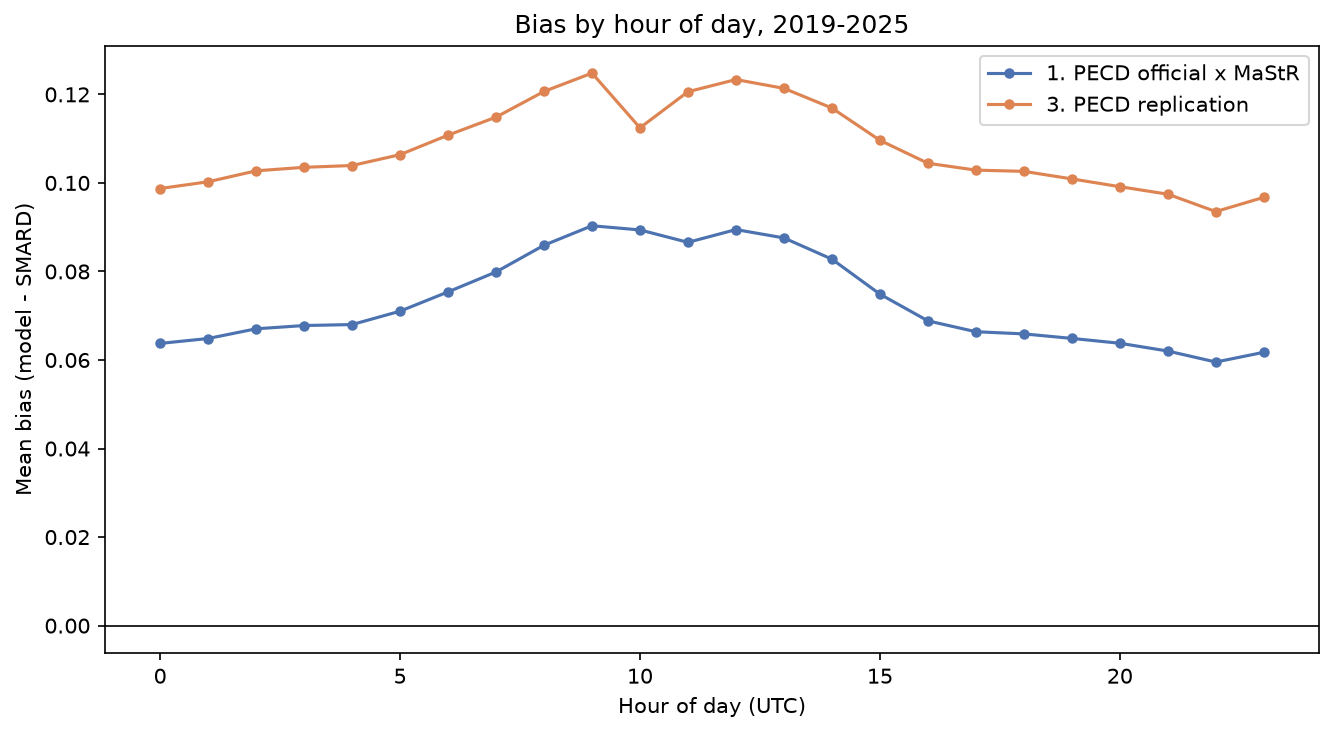 Bias by hour of day, 2019-2025
1. PECD official x MaStR
3. PECD replication
Mean bias (model - SMARD)
0.12
0.10
0.08
0.06
0.04
0.02
0.00
0 5 10 15 20
Hour of day (UTC)